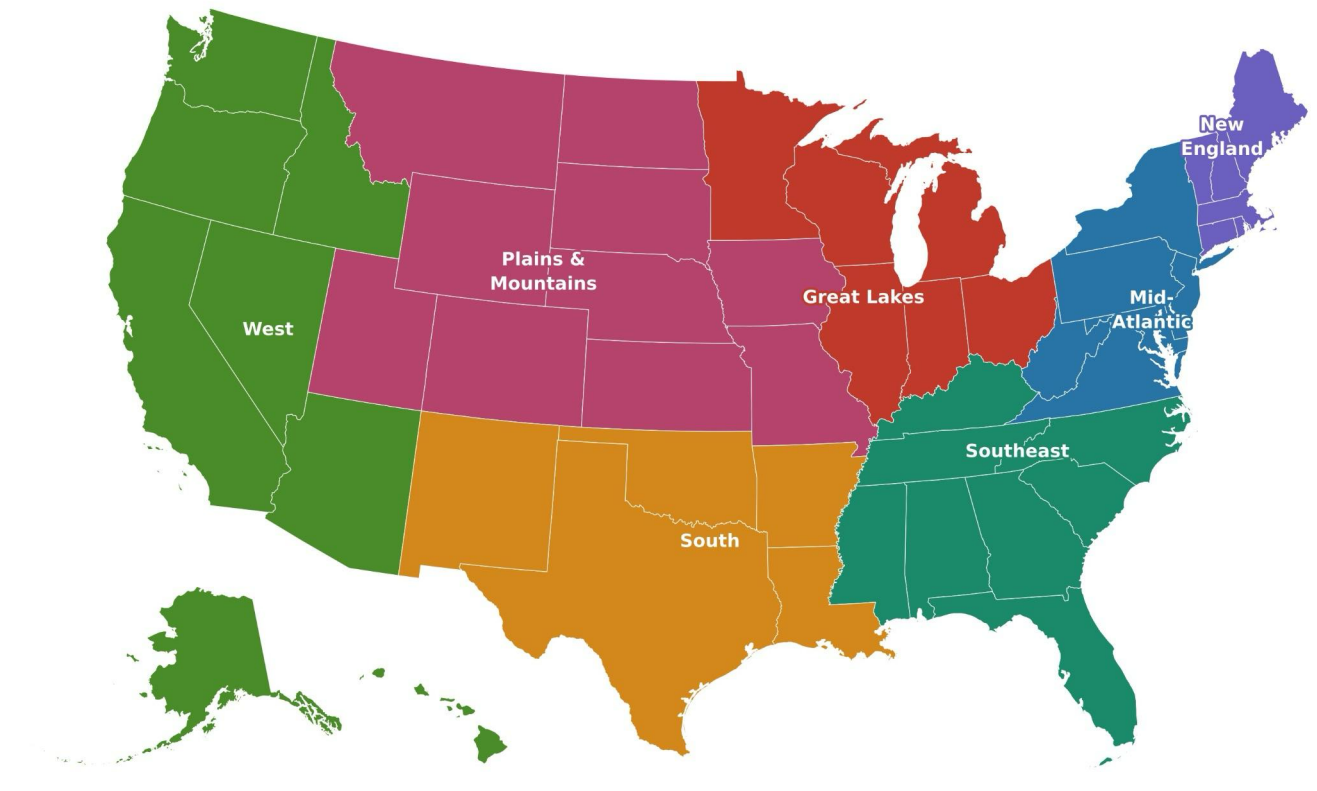 New
England
Plains &
Mountains
Great Lakes
Mid-
Atlantic
West
Southeast
South